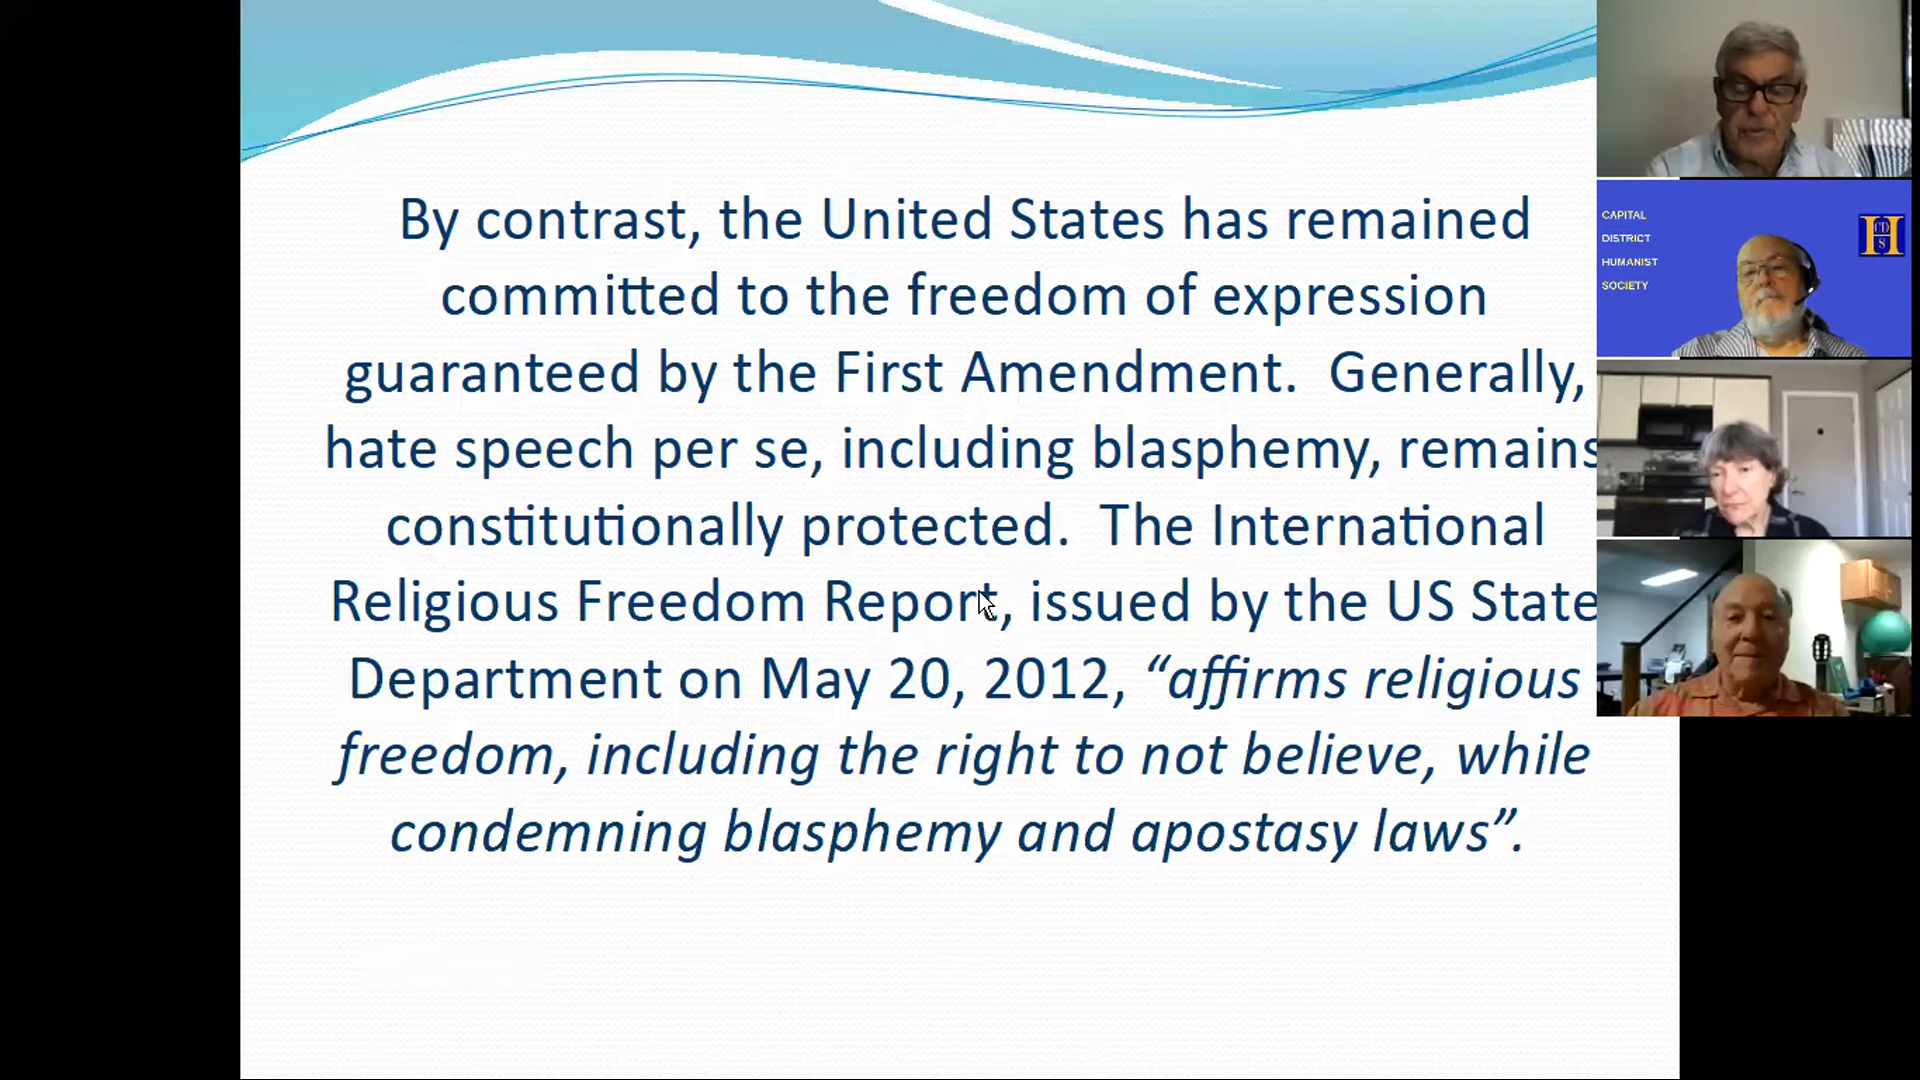 By contrast, the United States has remained
committed to the freedom of expression
guaranteed by the First Amendment.  Generally,
hate speech per se, including blasphemy, remains
constitutionally protected.  The International
Religious Freedom Report, issued by the US State
Department on May 20, 2012, “affirms religious
freedom, including the right to not believe, while
condemning blasphemy and apostasy laws”.
CAPITAL
DISTRICT
HUMANIST
SOCIETY
H
CD
S